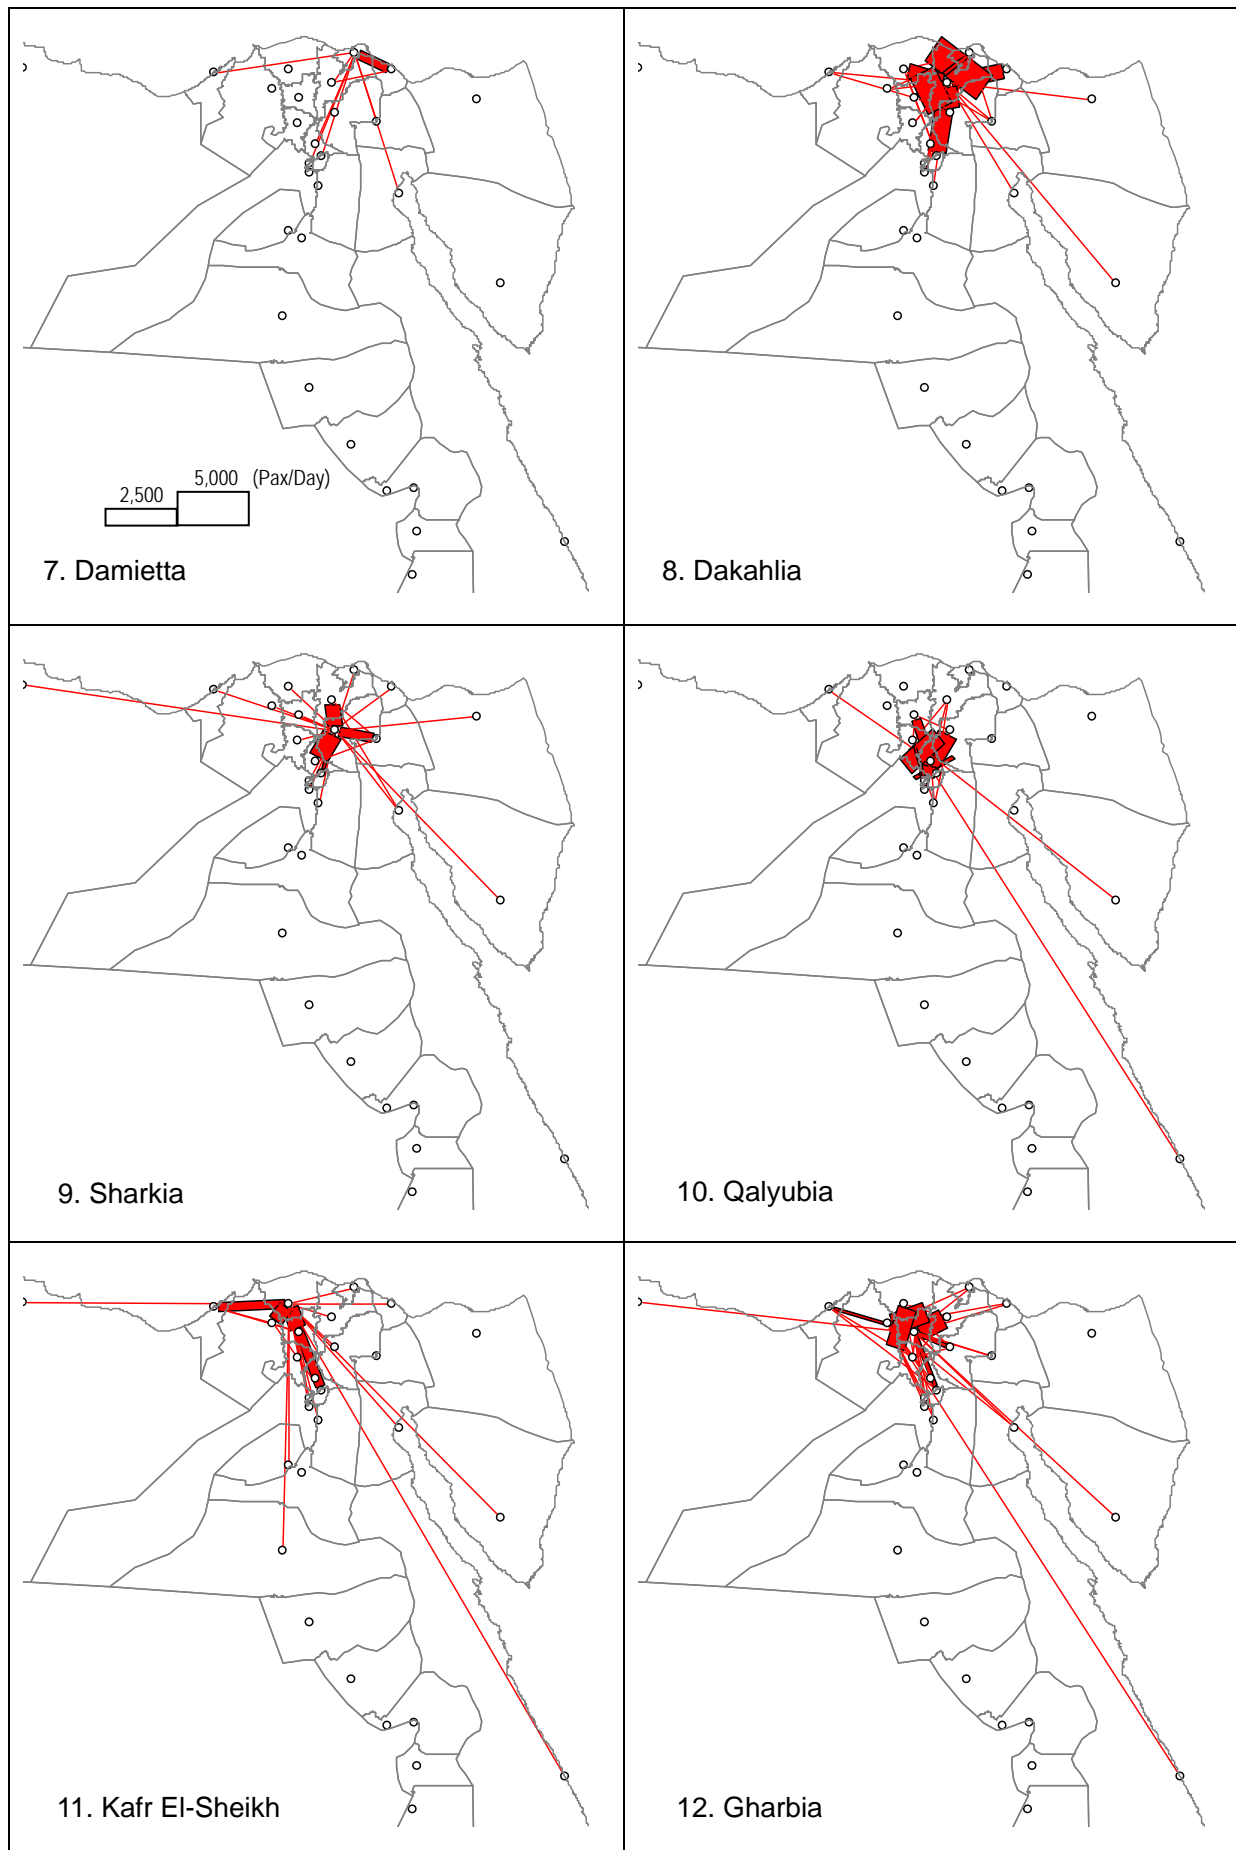 5,000 (Pax/Day)
2,500
7. Damietta
8. Dakahlia
9. Sharkia
10. Qalyubia
11. Kafr El-Sheikh
12. Gharbia